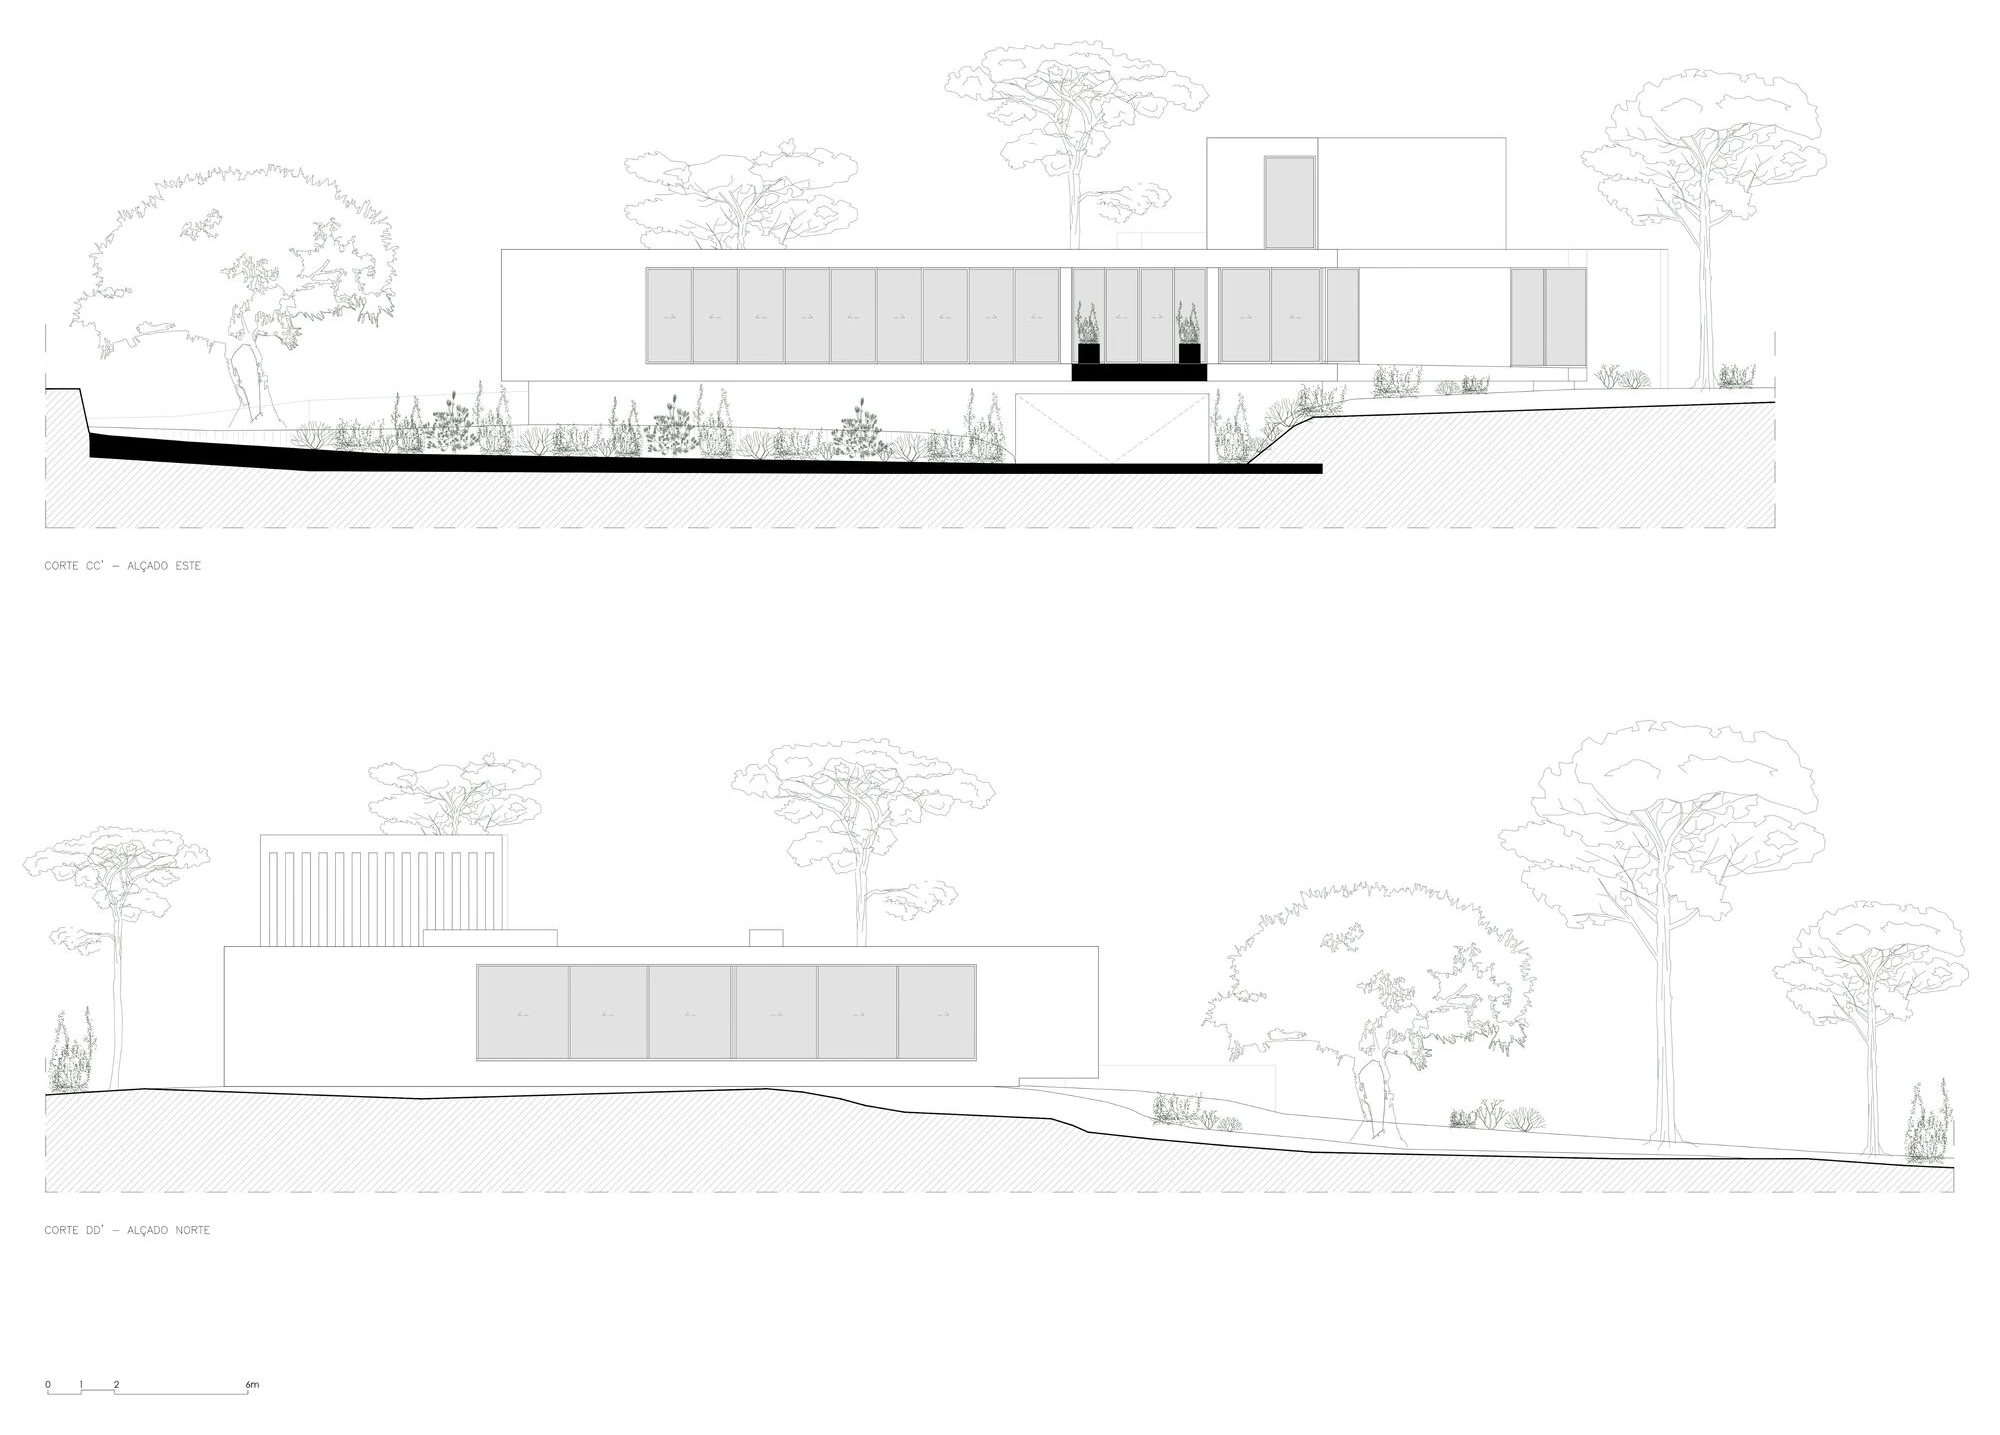 CORTE CC' – ALÇADO ESTE
CORTE DD' – ALÇADO NORTE
0 1 2 6m